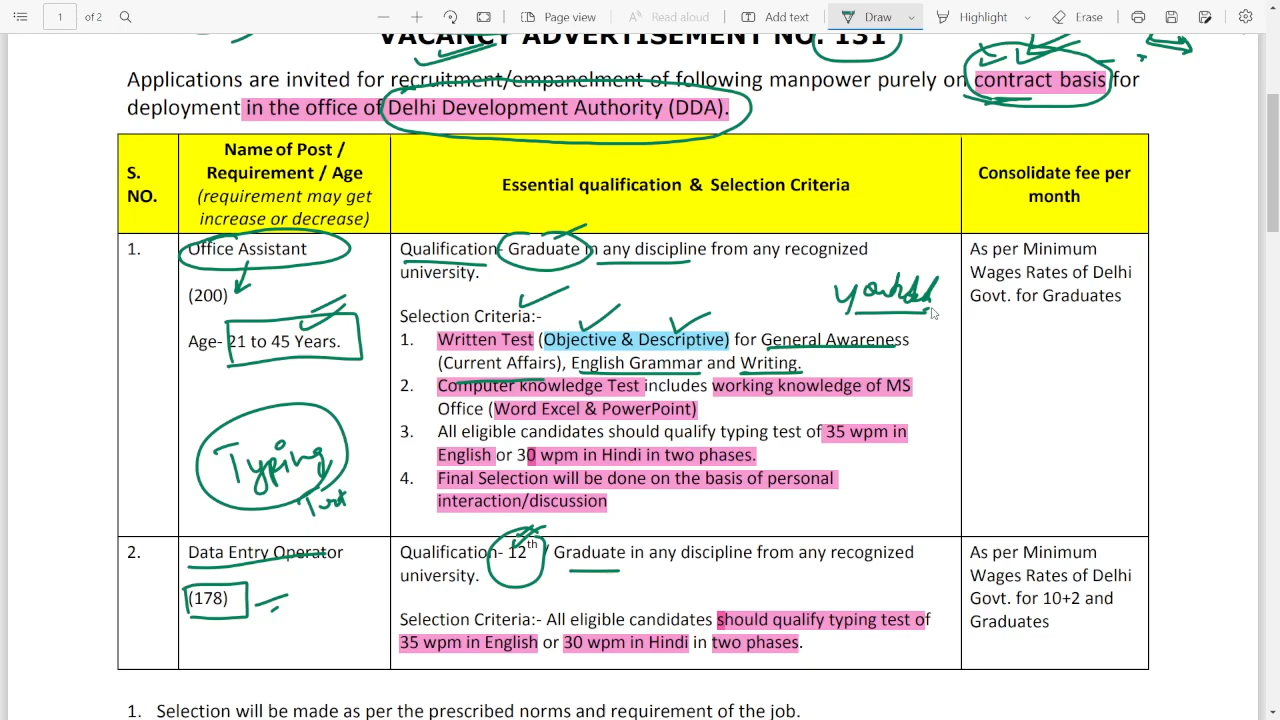 1 of 2 Page view Read aloud Add text Draw Highlight Erase
VACANCY ADVERTISEMENT NO. 131
Applications are invited for recruitment/empanelment of following manpower purely on contract basis for
deployment in the office of Delhi Development Authority (DDA).
S.
NO.
Name of Post /
Requirement / Age
(requirement may get
increase or decrease)
Essential qualification & Selection Criteria
Consolidate fee per
month
1.
Office Assistant
(200)
Age- 21 to 45 Years.
Typing
Test
Qualification- Graduate in any discipline from any recognized
university.
Selection Criteria:-
1. Written Test (Objective & Descriptive) for General Awareness
(Current Affairs), English Grammar and Writing.
2. Computer knowledge Test includes working knowledge of MS
Office (Word Excel & PowerPoint)
3. All eligible candidates should qualify typing test of 35 wpm in
English or 30 wpm in Hindi in two phases.
4. Final Selection will be done on the basis of personal
interaction/discussion
As per Minimum
Wages Rates of Delhi
Govt. for Graduates
2.
Data Entry Operator
(178)
Qualification- 12th / Graduate in any discipline from any recognized
university.
Selection Criteria:- All eligible candidates should qualify typing test of
35 wpm in English or 30 wpm in Hindi in two phases.
As per Minimum
Wages Rates of Delhi
Govt. for 10+2 and
Graduates
1. Selection will be made as per the prescribed norms and requirement of the job.